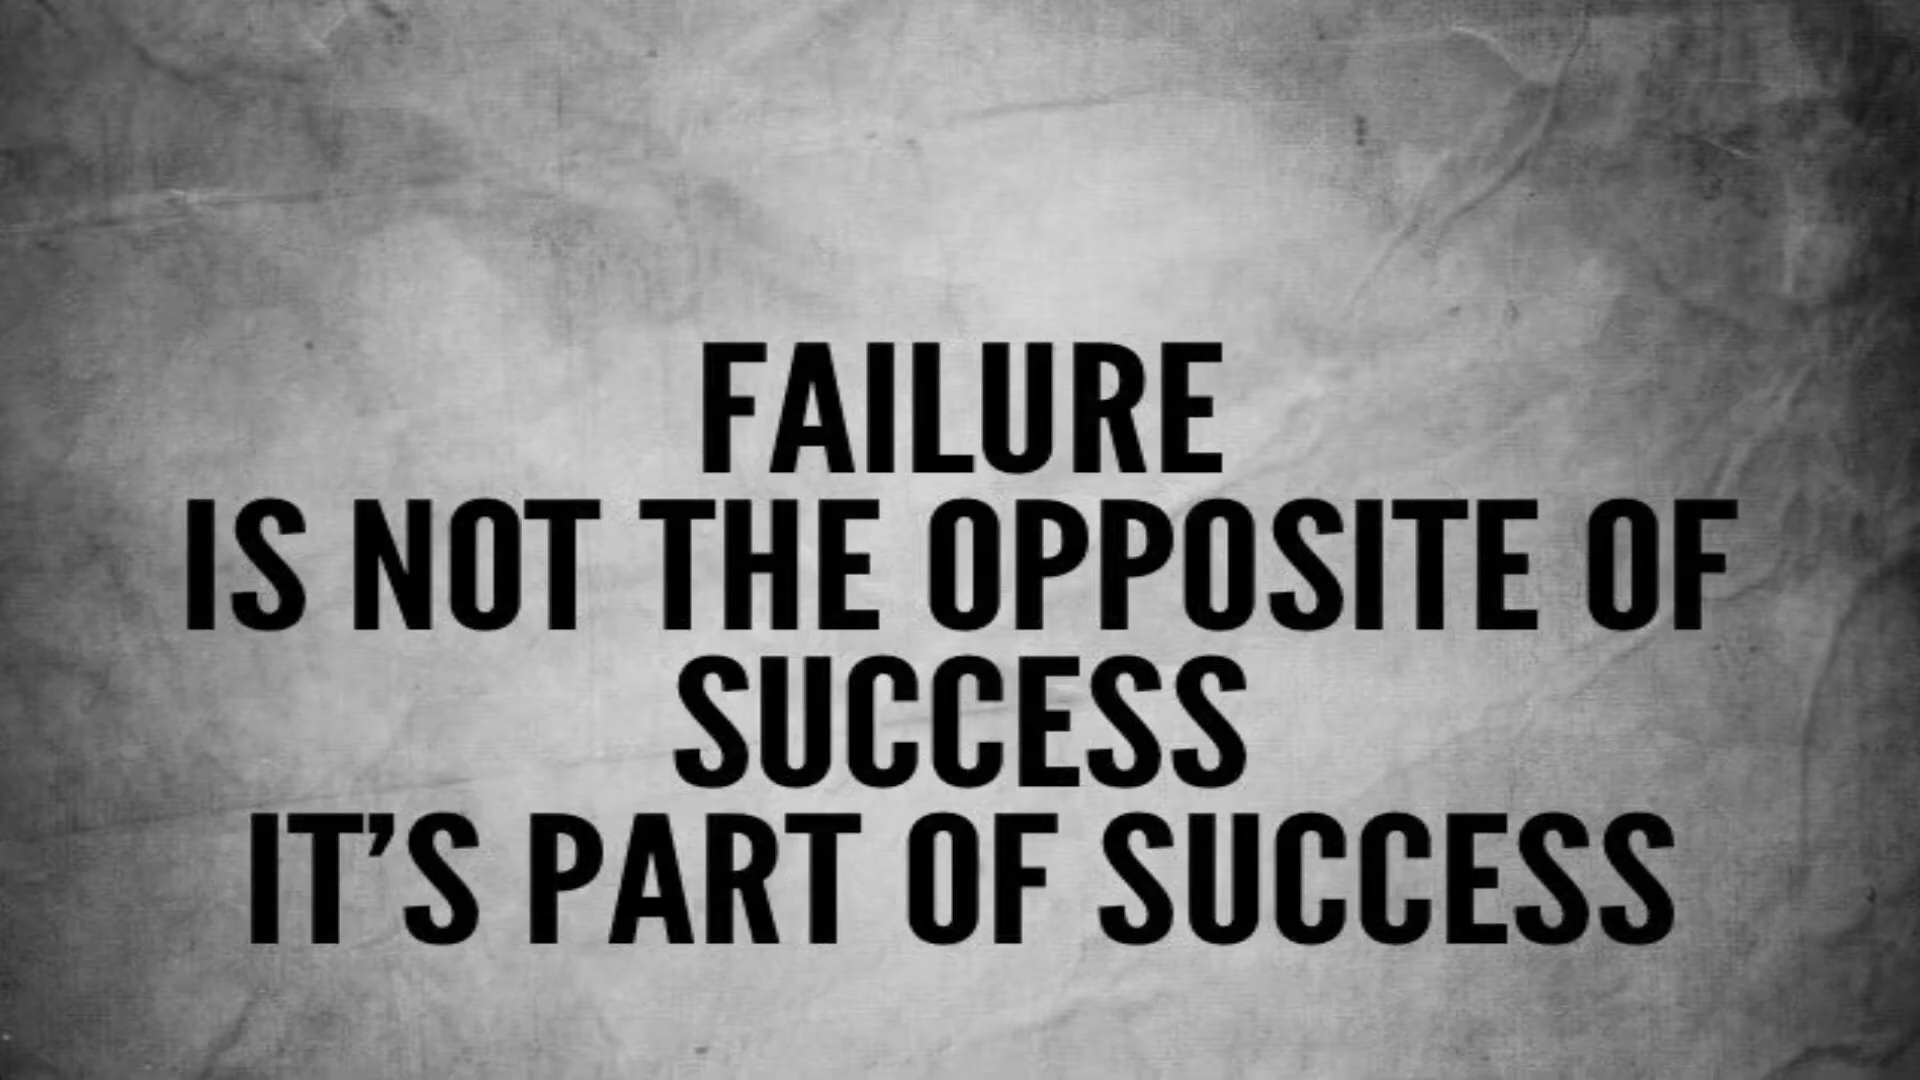 FAILURE
IS NOT THE OPPOSITE OF
SUCCESS
IT’S PART OF SUCCESS